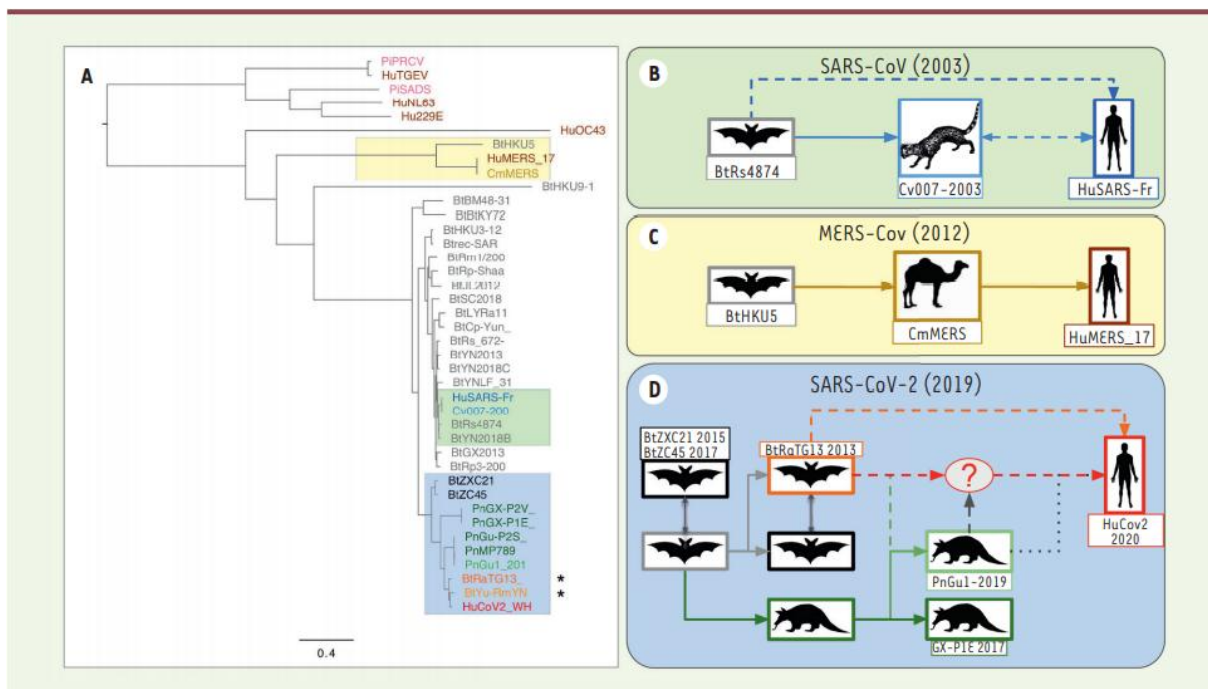 A
PiPRCV
HuTGEV
PiSADS
HuNL63
Hu229E
HuOC43
BtHKU5
HuMERS_17
CmMERS
BtHKU9-1
BtBM48-31
BtBtKY72
BtHKU3-12
Btrec-SAR
BtRm1/200
BtRp-Shaa
BtJL2012
BtSC2018
BtLYRa11
BtCp-Yun_
BtRs_672-
BtYN2013
BtYN2018C
BtYNLF_31
HuSARS-Fr
Cv007-200
BtRs4874
BtYN2018B
BtGX2013
BtRp3-200
BtZXC21
BtZC45
PnGX-P2V_
PnGX-P1E_
PnGu-P2S_
PnMP789
PnGu1_201
BtRaTG13_ *
BtYu-RmYN *
HuCoV2_WH
0.4
B
SARS-CoV (2003)
BtRs4874
Cv007-2003
HuSARS-Fr
C
MERS-Cov (2012)
BtHKU5
CmMERS
HuMERS_17
D
SARS-CoV-2 (2019)
BtZXC21 2015
BtZC45 2017
BtRaTG13 2013
?
HuCov2
2020
PnGu1-2019
GX-P1E 2017